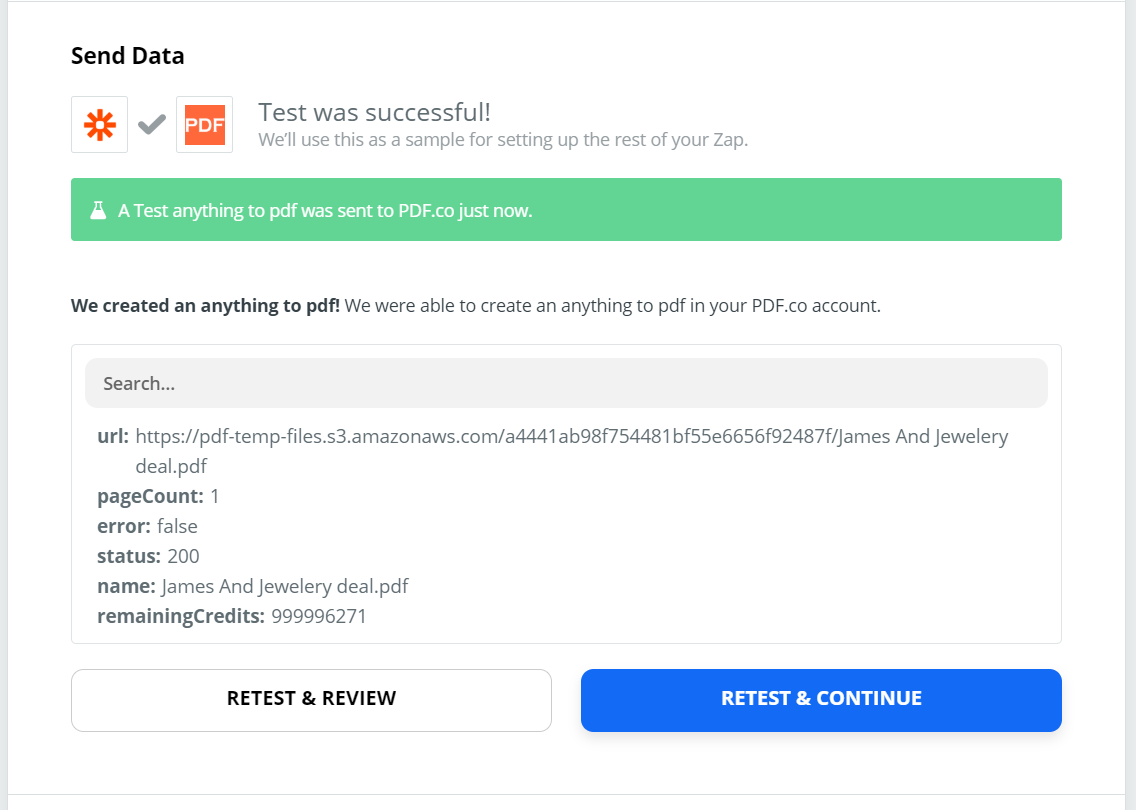 Send Data
PDF
Test was successful!
We'll use this as a sample for setting up the rest of your Zap.
A Test anything to pdf was sent to PDF.co just now.
We created an anything to pdf! We were able to create an anything to pdf in your PDF.co account.
Search...
url: https://pdf-temp-files.s3.amazonaws.com/a4441ab98f754481bf55e6656f92487f/James And Jewelery
deal.pdf
pageCount: 1
error: false
status: 200
name: James And Jewelery deal.pdf
remainingCredits: 999996271
RETEST & REVIEW
RETEST & CONTINUE